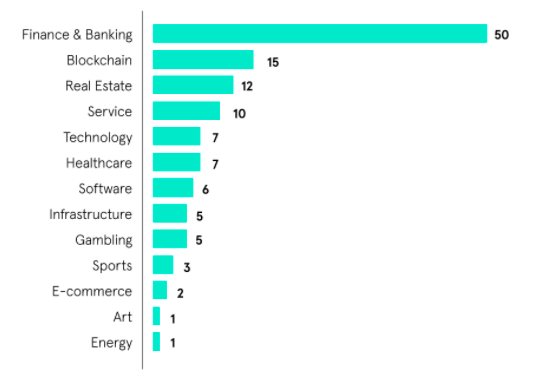 Finance & Banking 50
Blockchain 15
Real Estate 12
Service 10
Technology 7
Healthcare 7
Software 6
Infrastructure 5
Gambling 5
Sports 3
E-commerce 2
Art 1
Energy 1